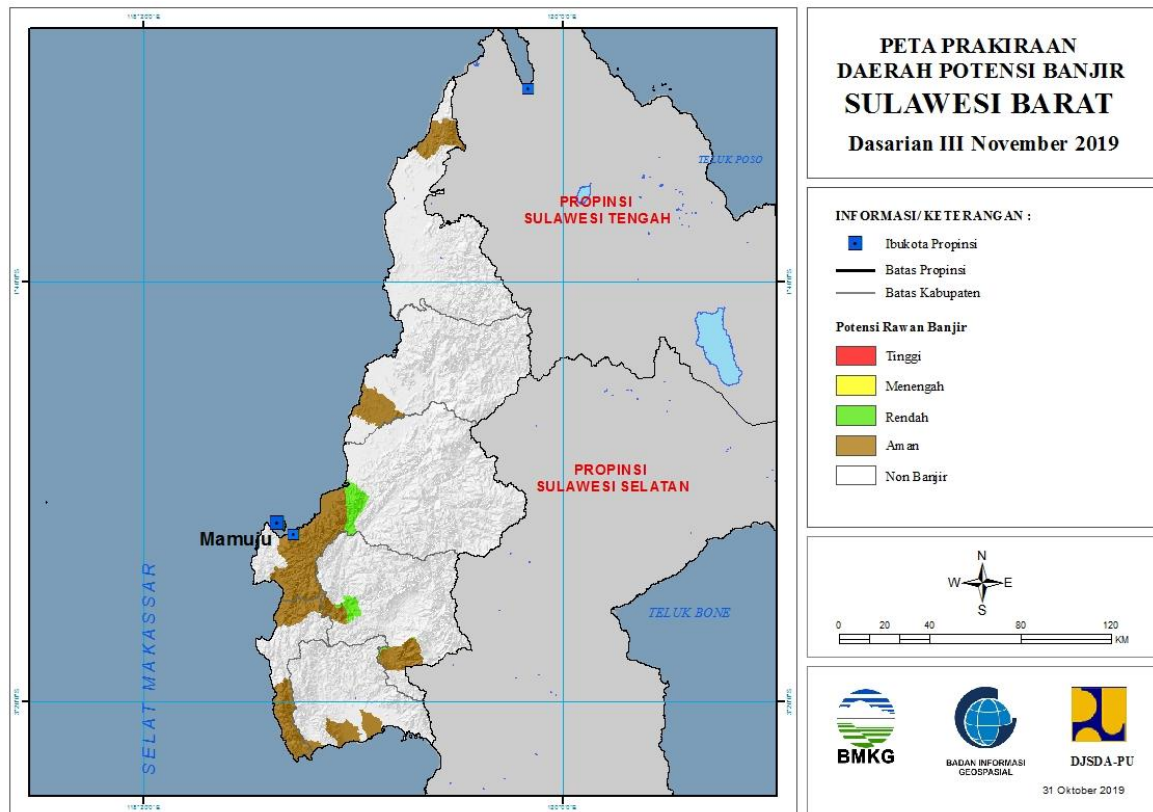 PETA PRAKIRAAN
DAERAH POTENSI BANJIR
SULAWESI BARAT
Dasarian III November 2019
INFORMASI/ KETERANGAN :
Ibukota Propinsi
Batas Propinsi
Batas Kabupaten
Potensi Rawan Banjir
Tinggi
Menengah
Rendah
Aman
Non Banjir
TELUK POSO
PROPINSI
SULAWESI TENGAH
PROPINSI
SULAWESI SELATAN
Mamuju
SELAT MAKASSAR
TELUK BONE
N
W E
S
0 20 40 80 120
KM
BMKG
BADAN INFORMASI
GEOSPASIAL
DJSDA-PU
31 Oktober 2019